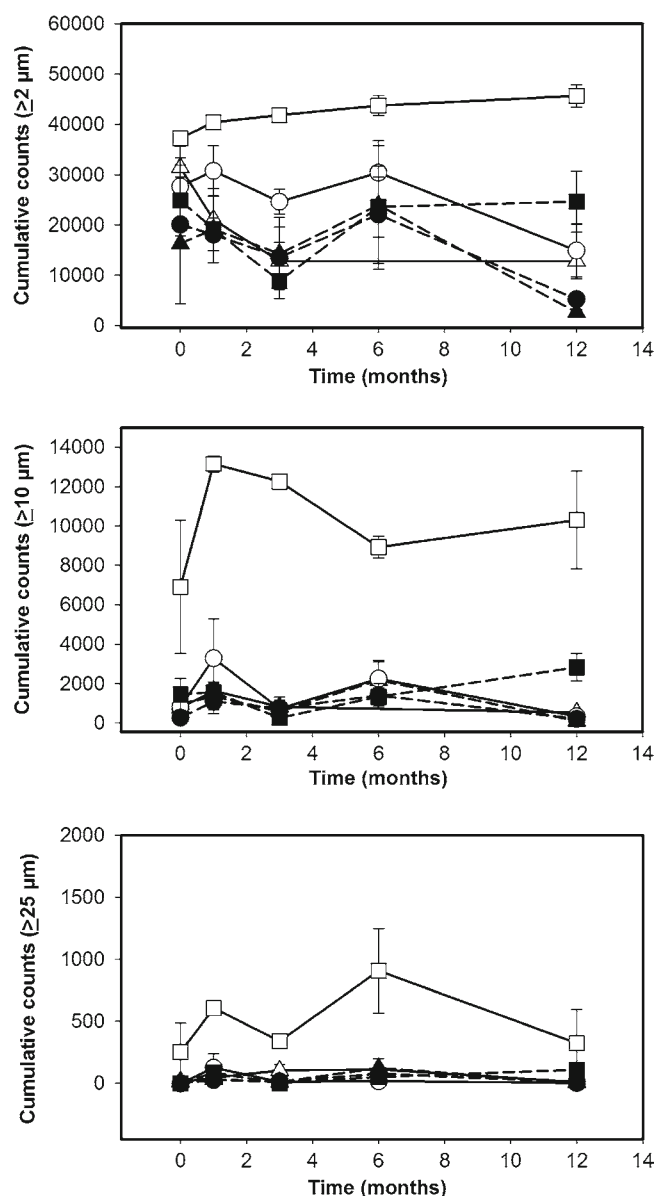 Cumulative counts (≥2 µm)
60000
50000
40000
30000
20000
10000
0
0 2 4 6 8 10 12 14
Time (months)
Cumulative counts (≥10 µm)
14000
12000
10000
8000
6000
4000
2000
0
0 2 4 6 8 10 12 14
Time (months)
Cumulative counts (≥25 µm)
2000
1500
1000
500
0
0 2 4 6 8 10 12 14
Time (months)